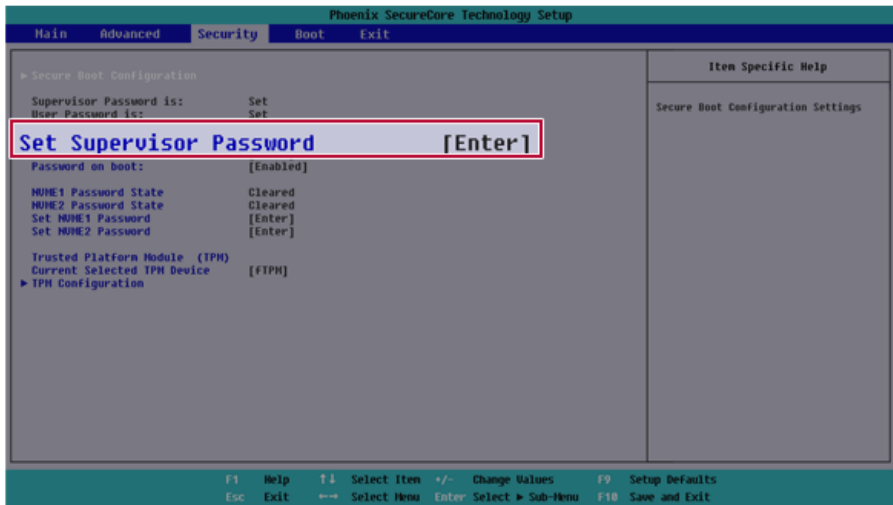 Phoenix SecureCore Technology Setup
Main Advanced Security Boot Exit
Item Specific Help
▶ Secure Boot Configuration
Secure Boot Configuration Settings
Supervisor Password is: Set
User Password is: Set
Set Supervisor Password [Enter]
Password on boot: [Enabled]
NVME1 Password State Cleared
NVME2 Password State Cleared
Set NVME1 Password [Enter]
Set NVME2 Password [Enter]
Trusted Platform Module (TPM)
Current Selected TPM Device [fTPM]
▶ TPM Configuration
F1 Help ↑↓ Select Item +/- Change Values F9 Setup Defaults
Esc Exit ←→ Select Menu Enter Select ▶ Sub-Menu F10 Save and Exit